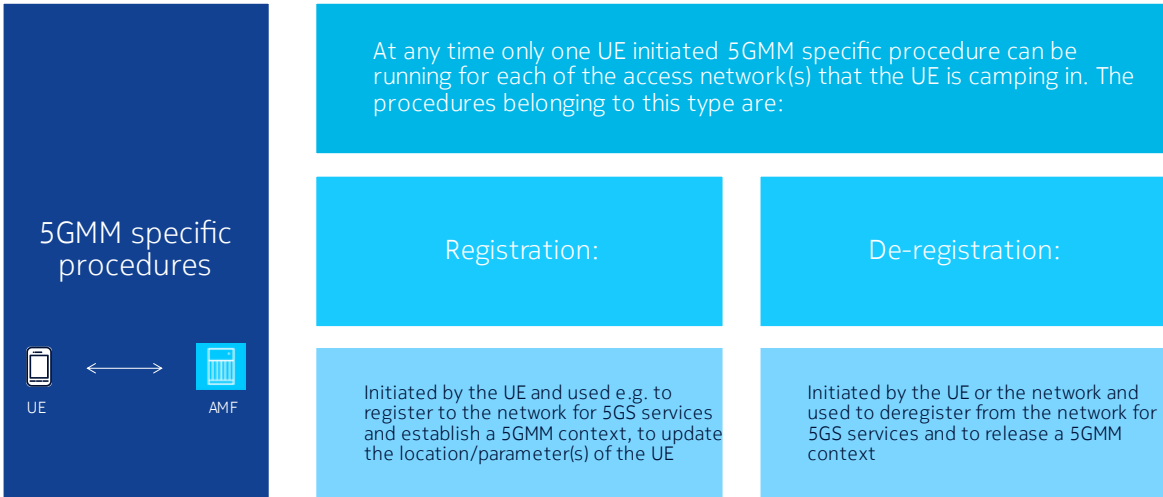 5GMM specific
procedures
UE
AMF
At any time only one UE initiated 5GMM specific procedure can be
running for each of the access network(s) that the UE is camping in. The
procedures belonging to this type are:
Registration:
De-registration:
Initiated by the UE and used e.g. to
register to the network for 5GS services
and establish a 5GMM context, to update
the location/parameter(s) of the UE
Initiated by the UE or the network and
used to deregister from the network for
5GS services and to release a 5GMM
context